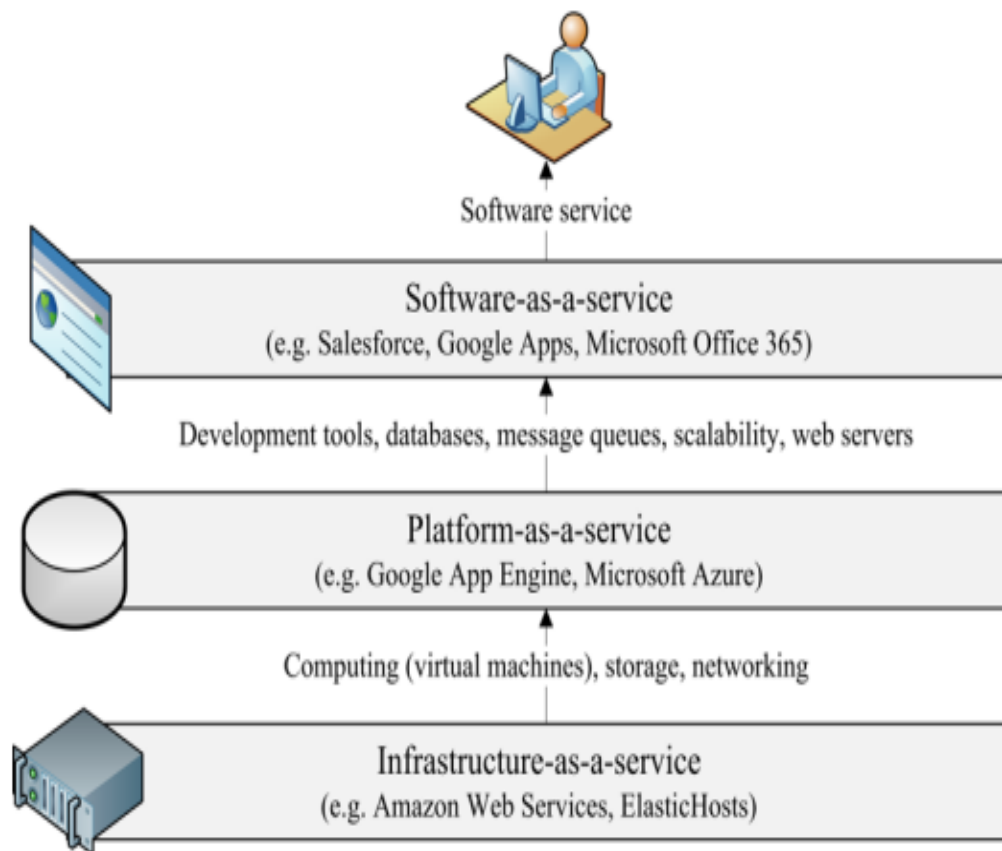 Software service
Software-as-a-service
(e.g. Salesforce, Google Apps, Microsoft Office 365)
Development tools, databases, message queues, scalability, web servers
Platform-as-a-service
(e.g. Google App Engine, Microsoft Azure)
Computing (virtual machines), storage, networking
Infrastructure-as-a-service
(e.g. Amazon Web Services, ElasticHosts)